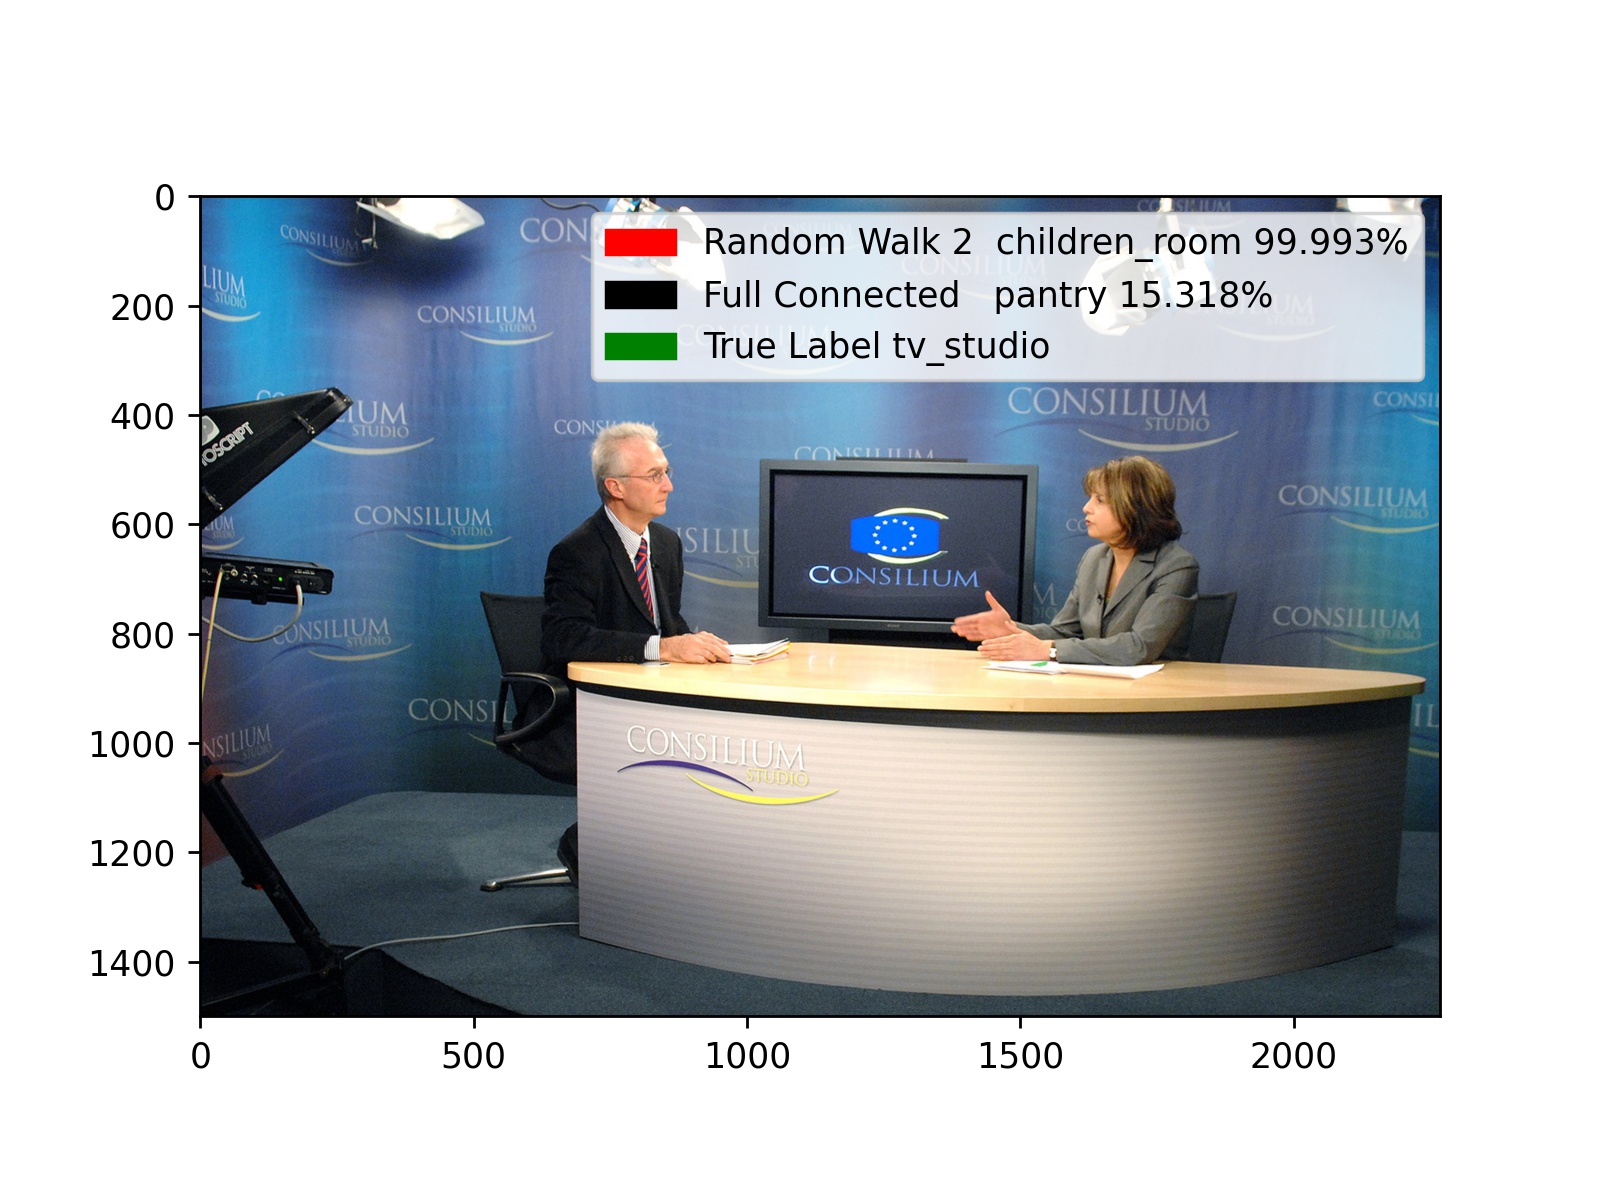 0
200
400
600
800
1000
1200
1400
0
500
1000
1500
2000
Random Walk 2  children_room 99.993%
Full Connected   pantry 15.318%
True Label tv_studio
CONSILIUM
CONSILIUM
STUDIO
CONSILIUM
STUDIO
CONSILIUM
STUDIO
CONSILIUM
STUDIO
CONSILIUM
STUDIO
CONSILIUM
STUDIO
CONSILIUM
STUDIO
CONSILIUM
CONSILIUM
STUDIO